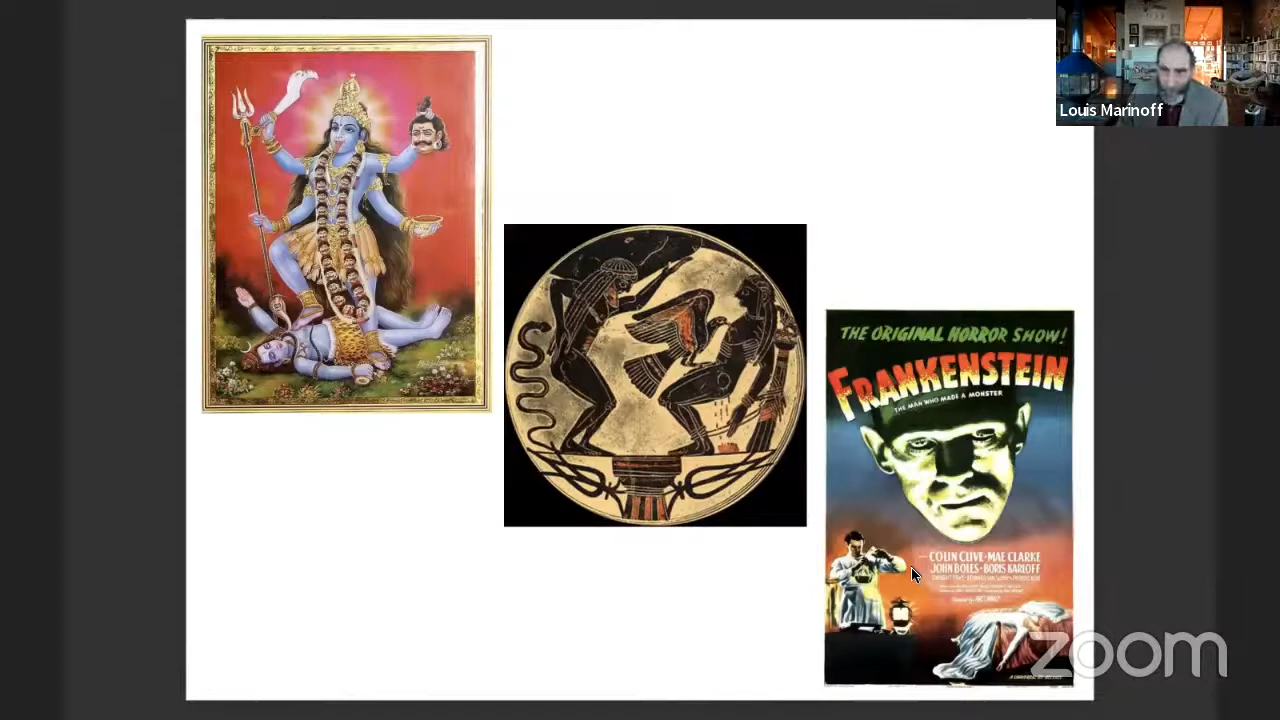 Louis Marinoff
THE ORIGINAL HORROR SHOW!
FRANKENSTEIN
THE MAN WHO MADE A MONSTER
COLIN CLIVE · MAE CLARKE
JOHN BOLES · BORIS KARLOFF
zoom